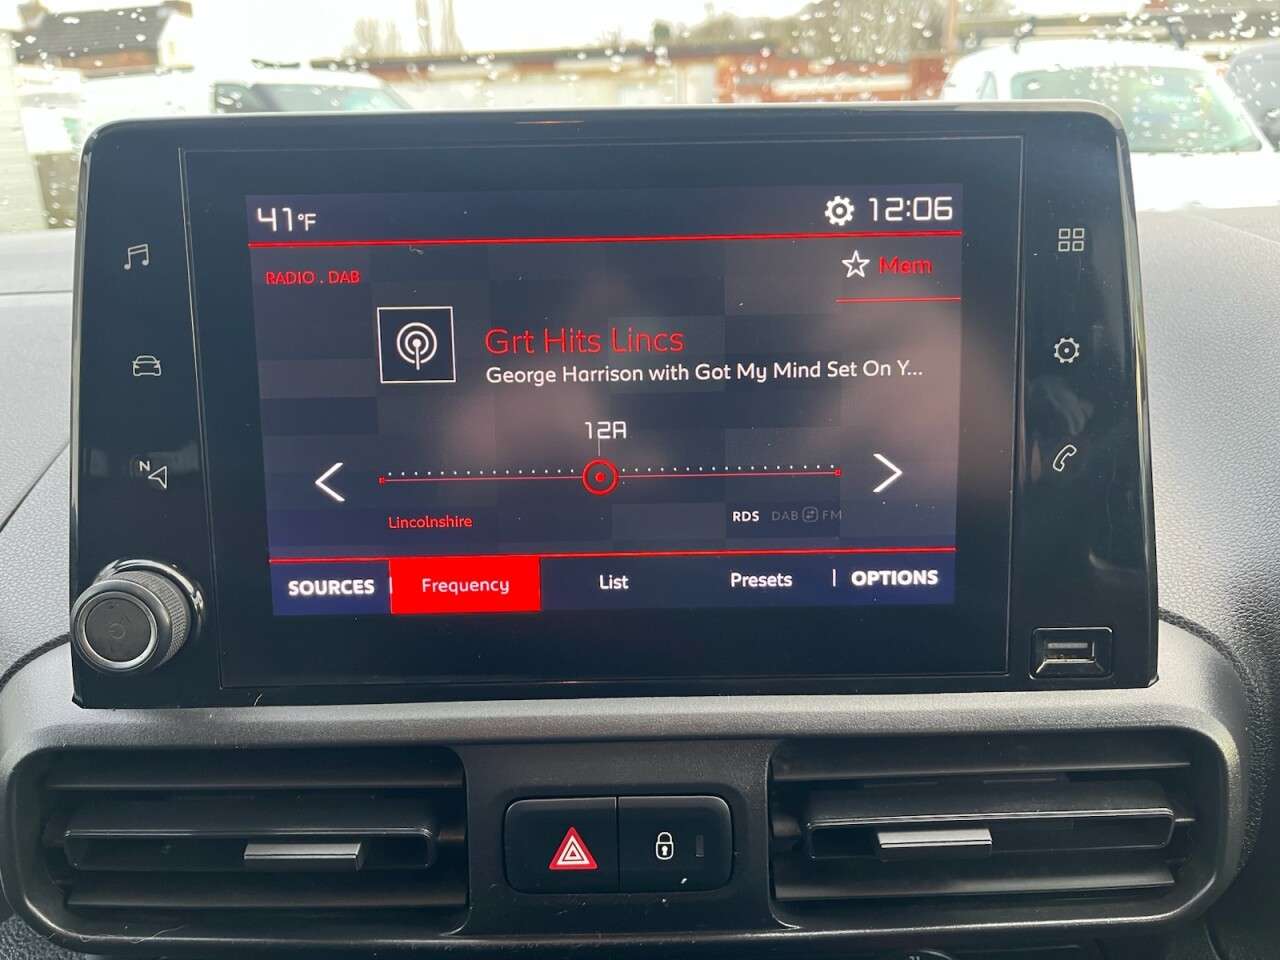 41°F 12:06
RADIO . DAB
Mem
Grt Hits Lincs
George Harrison with Got My Mind Set On Y...
12A
N
Lincolnshire
RDS DAB FM
SOURCES | Frequency List Presets | OPTIONS